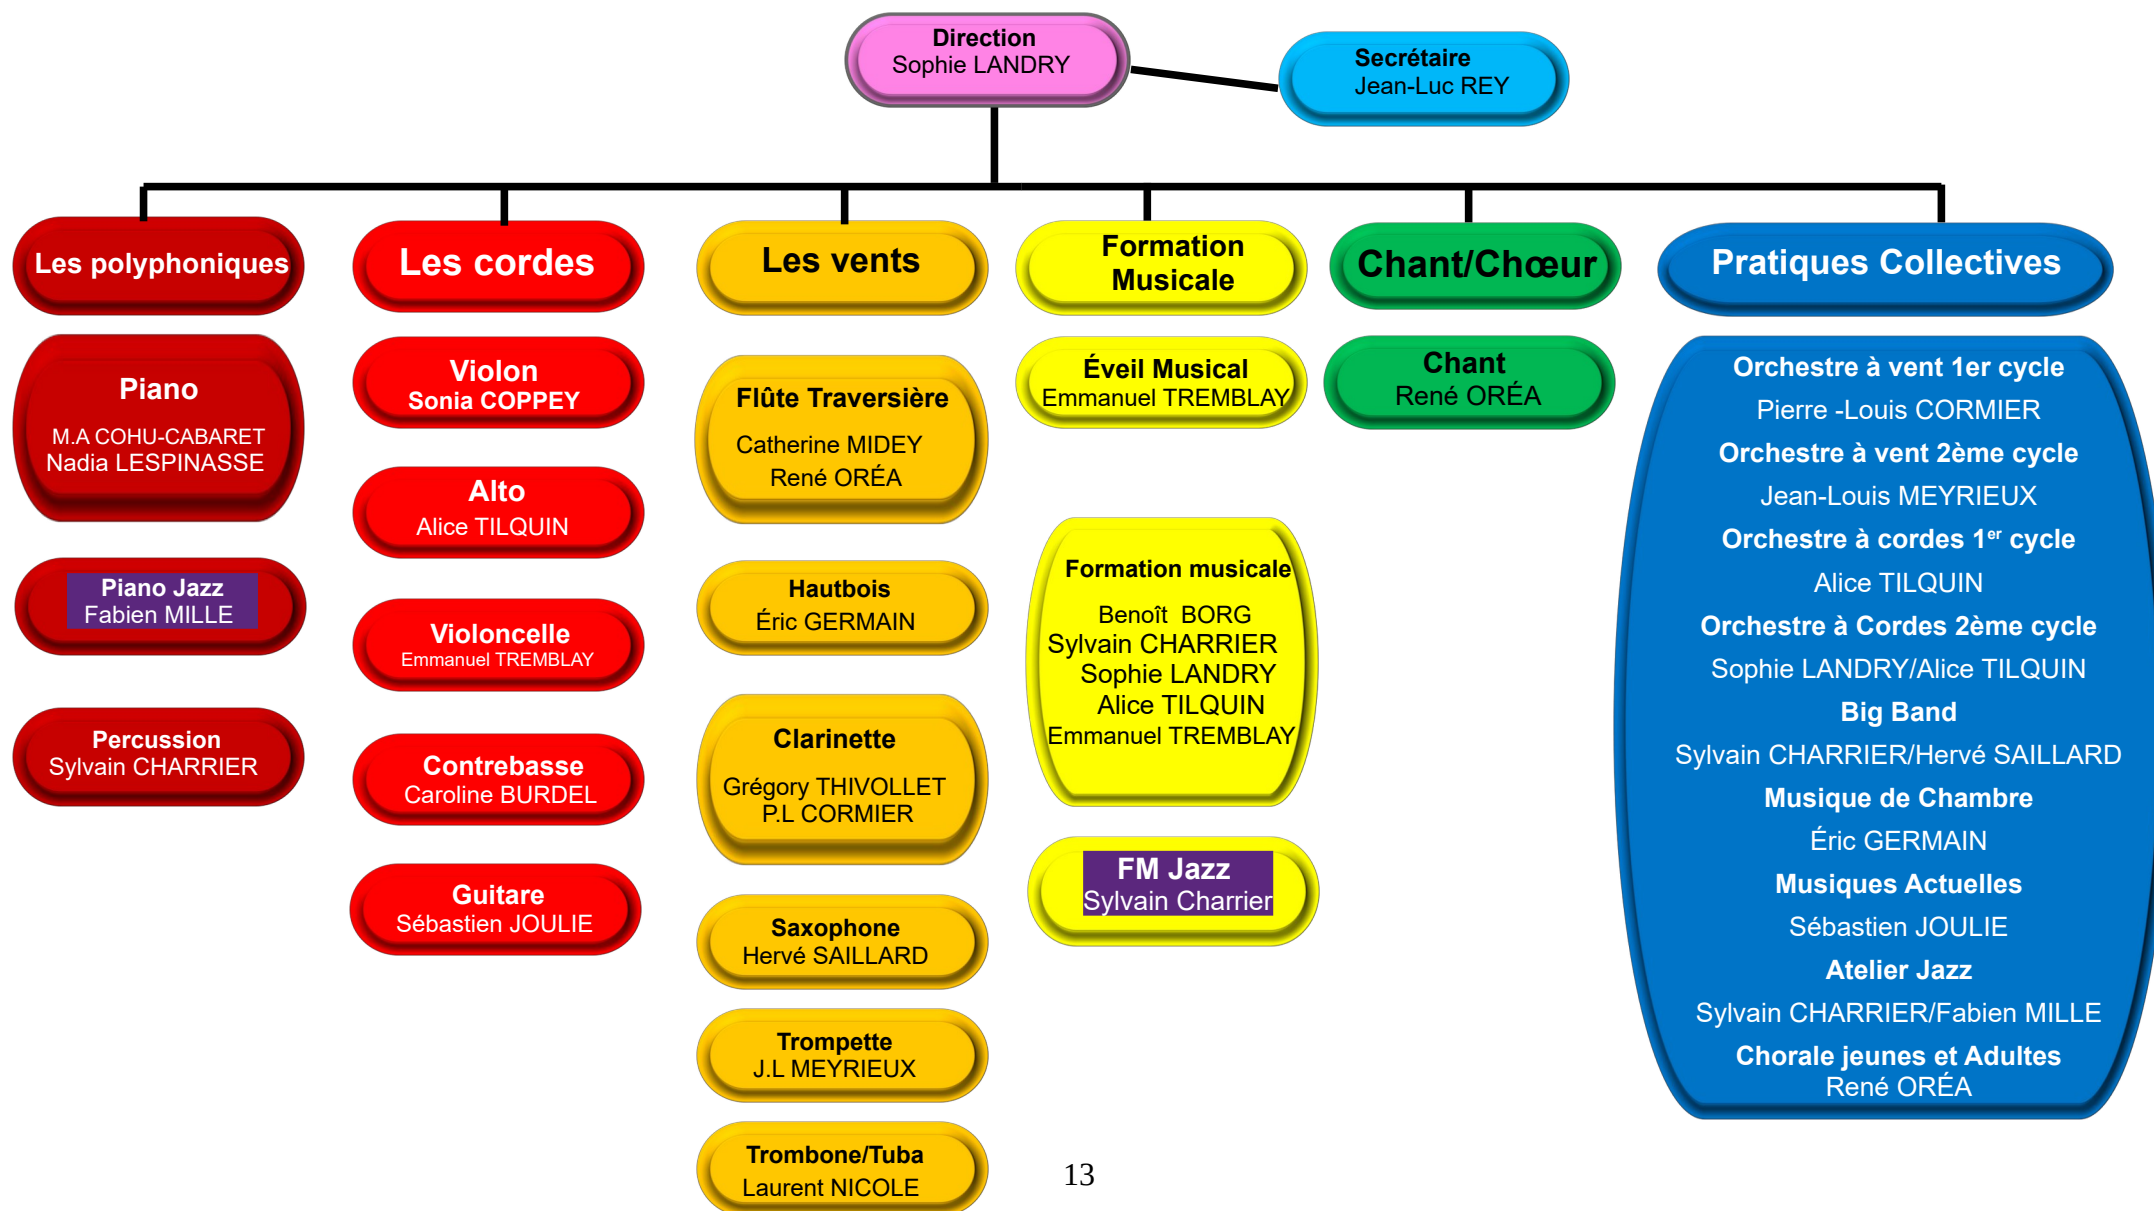 Direction
Sophie LANDRY
Secrétaire
Jean-Luc REY
Les polyphoniques
Piano
M.A COHU-CABARET
Nadia LESPINASSE
Piano Jazz
Fabien MILLE
Percussion
Sylvain CHARRIER
Les cordes
Violon
Sonia COPPEY
Alto
Alice TILQUIN
Violoncelle
Emmanuel TREMBLAY
Contrebasse
Caroline BURDEL
Guitare
Sébastien JOULIE
Les vents
Flûte Traversière
Catherine MIDEY
René ORÉA
Hautbois
Éric GERMAIN
Clarinette
Grégory THIVOLLET
P.L CORMIER
Saxophone
Hervé SAILLARD
Trompette
J.L MEYRIEUX
Trombone/Tuba
Laurent NICOLE
Formation
Musicale
Éveil Musical
Emmanuel TREMBLAY
Formation musicale
Benoît BORG
Sylvain CHARRIER
Sophie LANDRY
Alice TILQUIN
Emmanuel TREMBLAY
FM Jazz
Sylvain Charrier
Chant/Chœur
Chant
René ORÉA
Pratiques Collectives
Orchestre à vent 1er cycle
Pierre -Louis CORMIER
Orchestre à vent 2ème cycle
Jean-Louis MEYRIEUX
Orchestre à cordes 1er cycle
Alice TILQUIN
Orchestre à Cordes 2ème cycle
Sophie LANDRY/Alice TILQUIN
Big Band
Sylvain CHARRIER/Hervé SAILLARD
Musique de Chambre
Éric GERMAIN
Musiques Actuelles
Sébastien JOULIE
Atelier Jazz
Sylvain CHARRIER/Fabien MILLE
Chorale jeunes et Adultes
René ORÉA
13